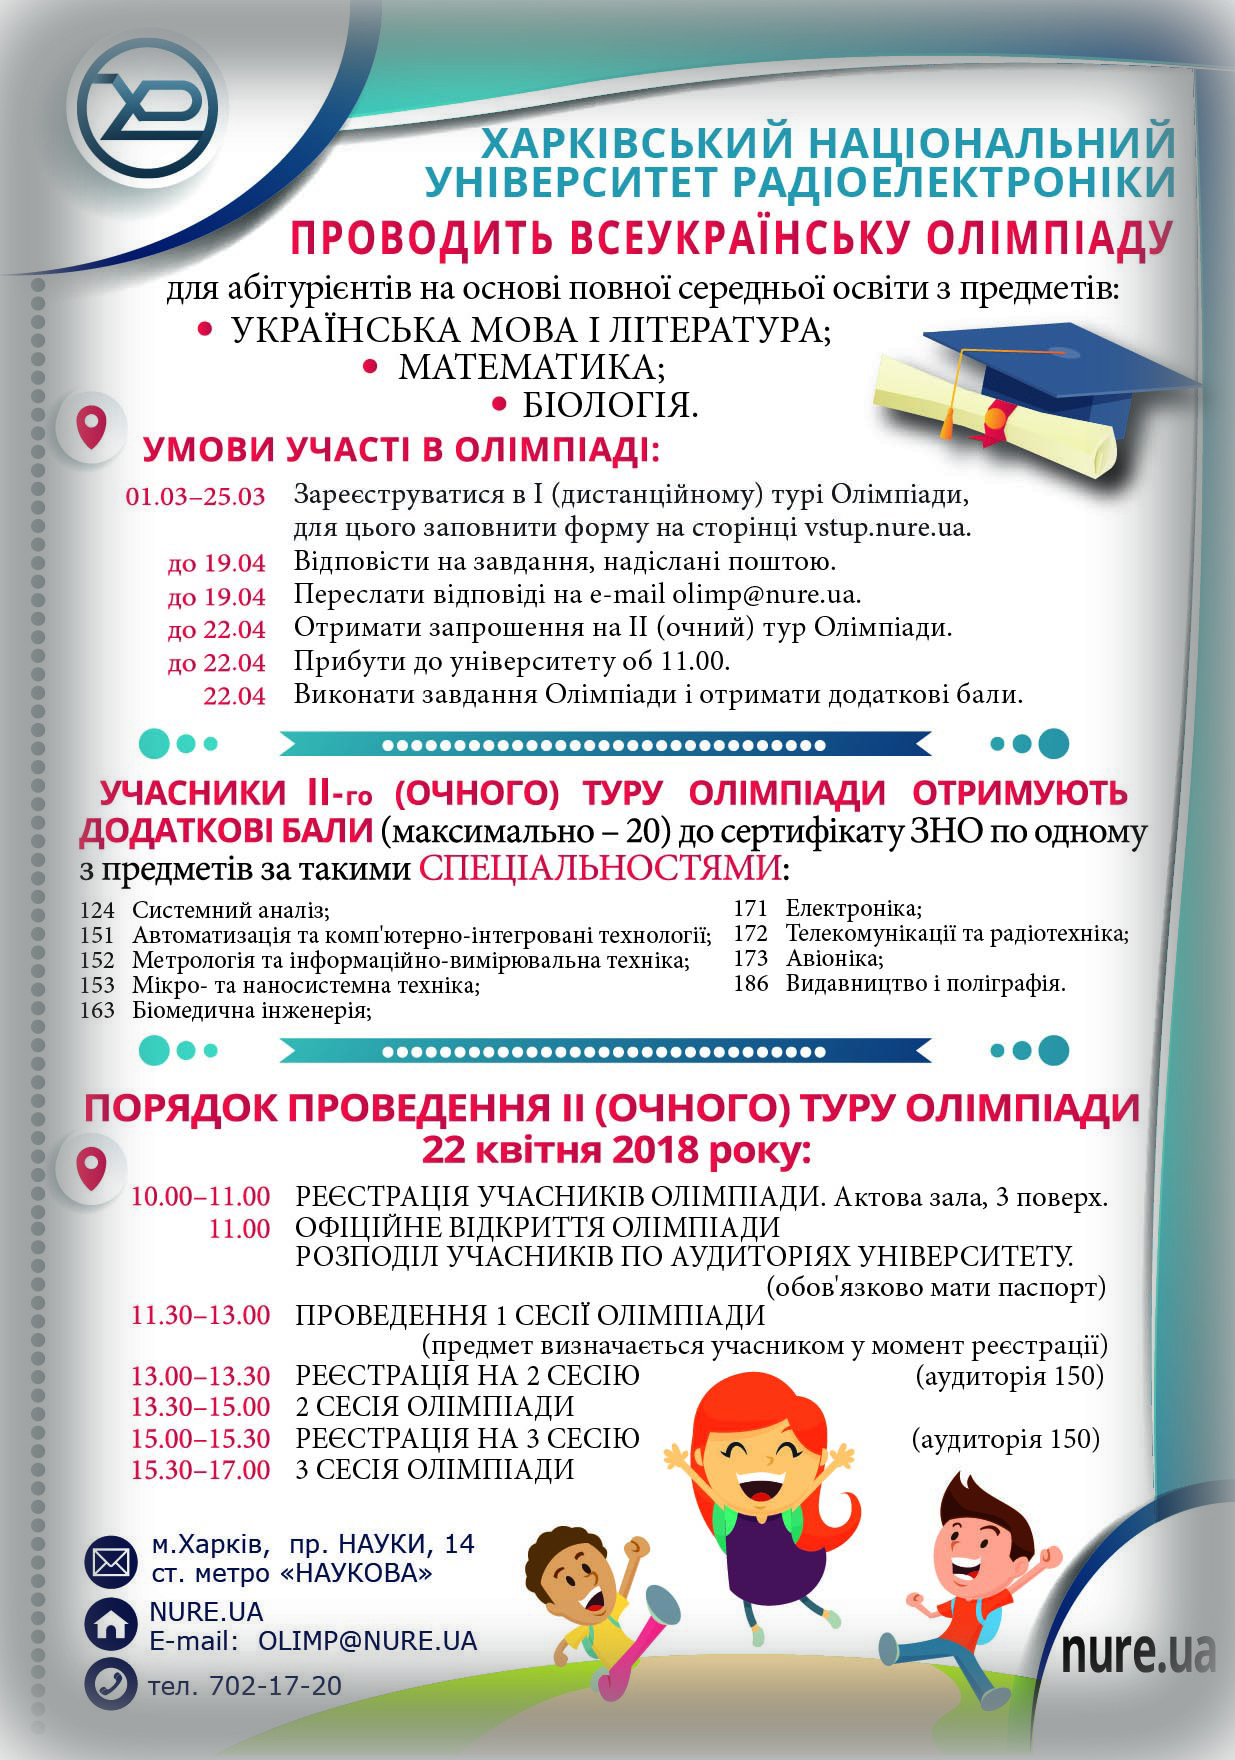 ХАРКІВСЬКИЙ НАЦІОНАЛЬНИЙ
УНІВЕРСИТЕТ РАДІОЕЛЕКТРОНІКИ
ПРОВОДИТЬ ВСЕУКРАЇНСЬКУ ОЛІМПІАДУ
для абітурієнтів на основі повної середньої освіти з предметів:
• УКРАЇНСЬКА МОВА І ЛІТЕРАТУРА;
• МАТЕМАТИКА;
• БІОЛОГІЯ.
УМОВИ УЧАСТІ В ОЛІМПІАДІ:
01.03–25.03 Зареєструватися в І (дистанційному) турі Олімпіади,
для цього заповнити форму на сторінці vstup.nure.ua.
до 19.04 Відповісти на завдання, надіслані поштою.
до 19.04 Переслати відповіді на e-mail olimp@nure.ua.
до 22.04 Отримати запрошення на ІІ (очний) тур Олімпіади.
до 22.04 Прибути до університету об 11.00.
22.04 Виконати завдання Олімпіади і отримати додаткові бали.
УЧАСНИКИ ІІ-го (ОЧНОГО) ТУРУ ОЛІМПІАДИ ОТРИМУЮТЬ
ДОДАТКОВІ БАЛИ (максимально – 20) до сертифікату ЗНО по одному
з предметів за такими СПЕЦІАЛЬНОСТЯМИ:
124 Системний аналіз;
151 Автоматизація та комп'ютерно-інтегровані технології;
152 Метрологія та інформаційно-вимірювальна техніка;
153 Мікро- та наносистемна техніка;
163 Біомедична інженерія;
171 Електроніка;
172 Телекомунікації та радіотехніка;
173 Авіоніка;
186 Видавництво і поліграфія.
ПОРЯДОК ПРОВЕДЕННЯ ІІ (ОЧНОГО) ТУРУ ОЛІМПІАДИ
22 квітня 2018 року:
10.00–11.00 РЕЄСТРАЦІЯ УЧАСНИКІВ ОЛІМПІАДИ. Актова зала, 3 поверх.
11.00 ОФІЦІЙНЕ ВІДКРИТТЯ ОЛІМПІАДИ
РОЗПОДІЛ УЧАСНИКІВ ПО АУДИТОРІЯХ УНІВЕРСИТЕТУ.
(обов'язково мати паспорт)
11.30–13.00 ПРОВЕДЕННЯ 1 СЕСІЇ ОЛІМПІАДИ
(предмет визначається учасником у момент реєстрації)
13.00–13.30 РЕЄСТРАЦІЯ НА 2 СЕСІЮ (аудиторія 150)
13.30–15.00 2 СЕСІЯ ОЛІМПІАДИ
15.00–15.30 РЕЄСТРАЦІЯ НА 3 СЕСІЮ (аудиторія 150)
15.30–17.00 3 СЕСІЯ ОЛІМПІАДИ
м.Харків, пр. НАУКИ, 14
ст. метро «НАУКОВА»
NURE.UA
E-mail: OLIMP@NURE.UA
тел. 702-17-20
nure.ua